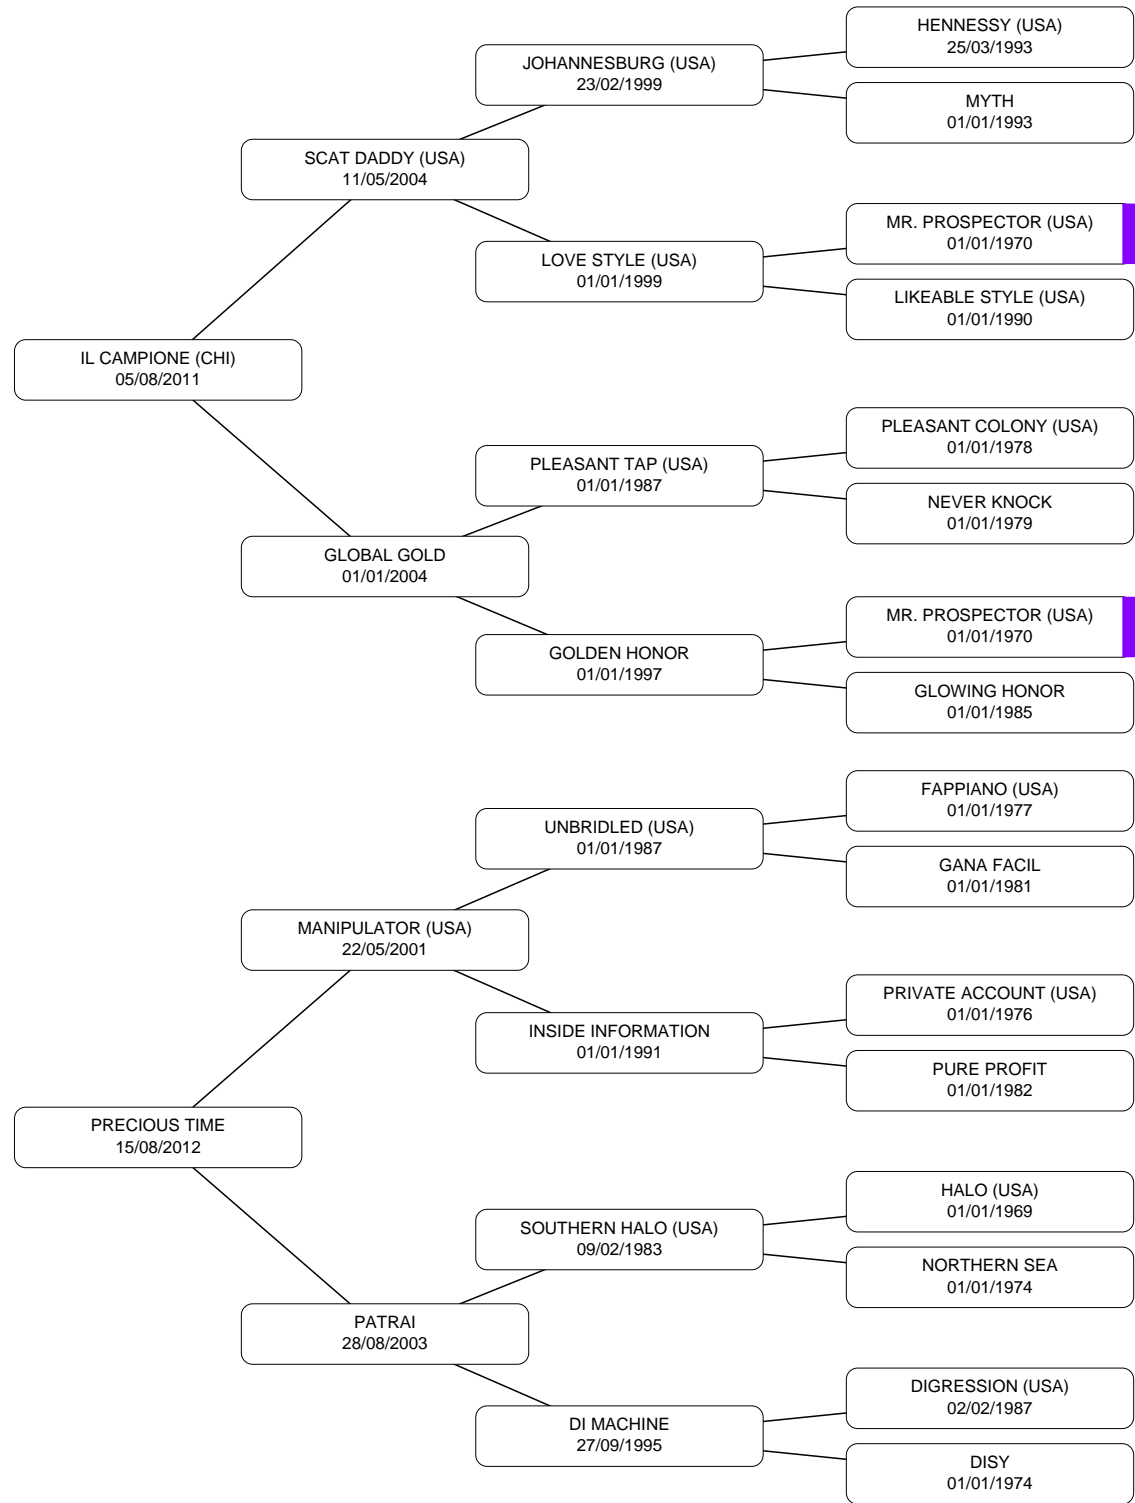 HENNESSY (USA)
25/03/1993
JOHANNESBURG (USA)
23/02/1999
MYTH
01/01/1993
SCAT DADDY (USA)
11/05/2004
MR. PROSPECTOR (USA)
01/01/1970
LOVE STYLE (USA)
01/01/1999
LIKEABLE STYLE (USA)
01/01/1990
IL CAMPIONE (CHI)
05/08/2011
PLEASANT COLONY (USA)
01/01/1978
PLEASANT TAP (USA)
01/01/1987
NEVER KNOCK
01/01/1979
GLOBAL GOLD
01/01/2004
MR. PROSPECTOR (USA)
01/01/1970
GOLDEN HONOR
01/01/1997
GLOWING HONOR
01/01/1985
FAPPIANO (USA)
01/01/1977
UNBRIDLED (USA)
01/01/1987
GANA FACIL
01/01/1981
MANIPULATOR (USA)
22/05/2001
PRIVATE ACCOUNT (USA)
01/01/1976
INSIDE INFORMATION
01/01/1991
PURE PROFIT
01/01/1982
PRECIOUS TIME
15/08/2012
HALO (USA)
01/01/1969
SOUTHERN HALO (USA)
09/02/1983
NORTHERN SEA
01/01/1974
PATRAI
28/08/2003
DIGRESSION (USA)
02/02/1987
DI MACHINE
27/09/1995
DISY
01/01/1974